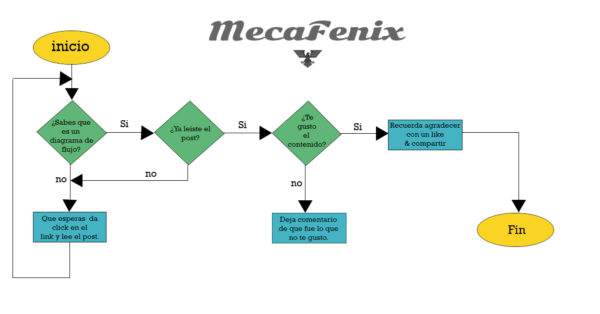 MecaFenix
inicio
¿Sabes que
es un
diagrama de
flujo?
Si
¿Ya leiste el
post?
Si
¿Te
gusto
el
contenido?
Si
Recuerda agradecer
con un like
& compartir
no
no
no
Que esperas da
click en el
link y lee el post.
Deja comentario
de que fue lo que
no te gusto.
Fin